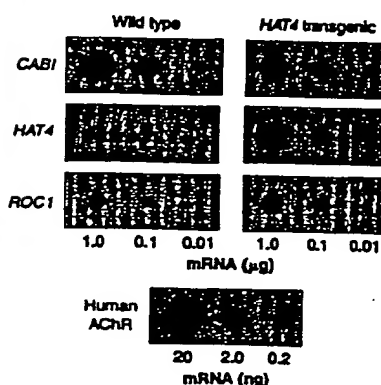 Wild type HAT4 transgenic
CAB1
HAT4
ROC1
1.0 0.1 0.01 1.0 0.1 0.01
mRNA (μg)
Human
AChR
20 2.0 0.2
mRNA (ng)